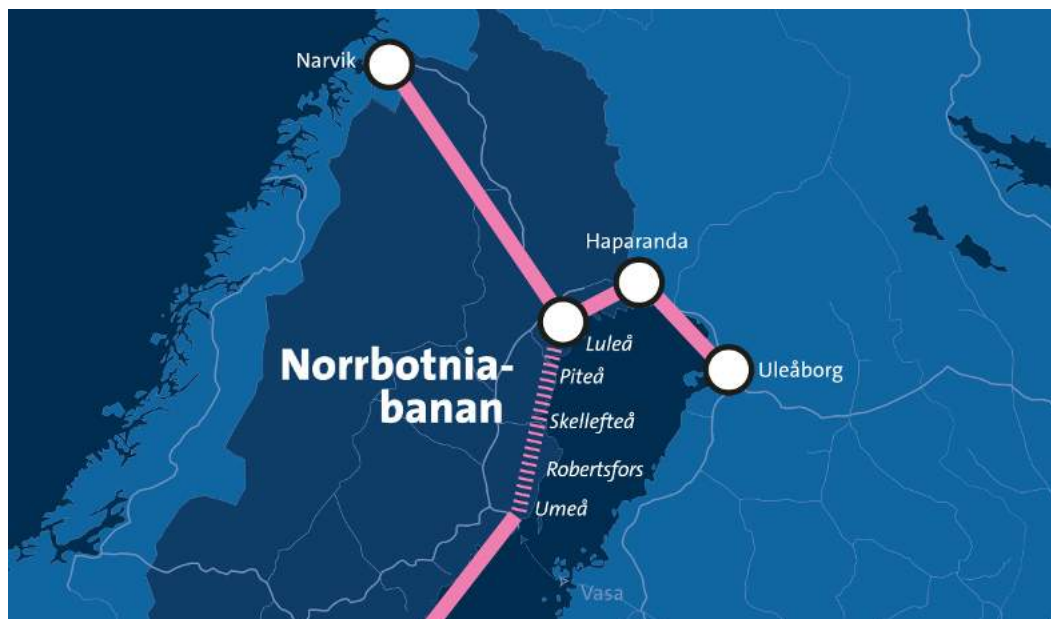 Narvik
Haparanda
Luleå
Norrbotnia-
banan
Piteå
Uleåborg
Skellefteå
Robertsfors
Umeå
Vasa